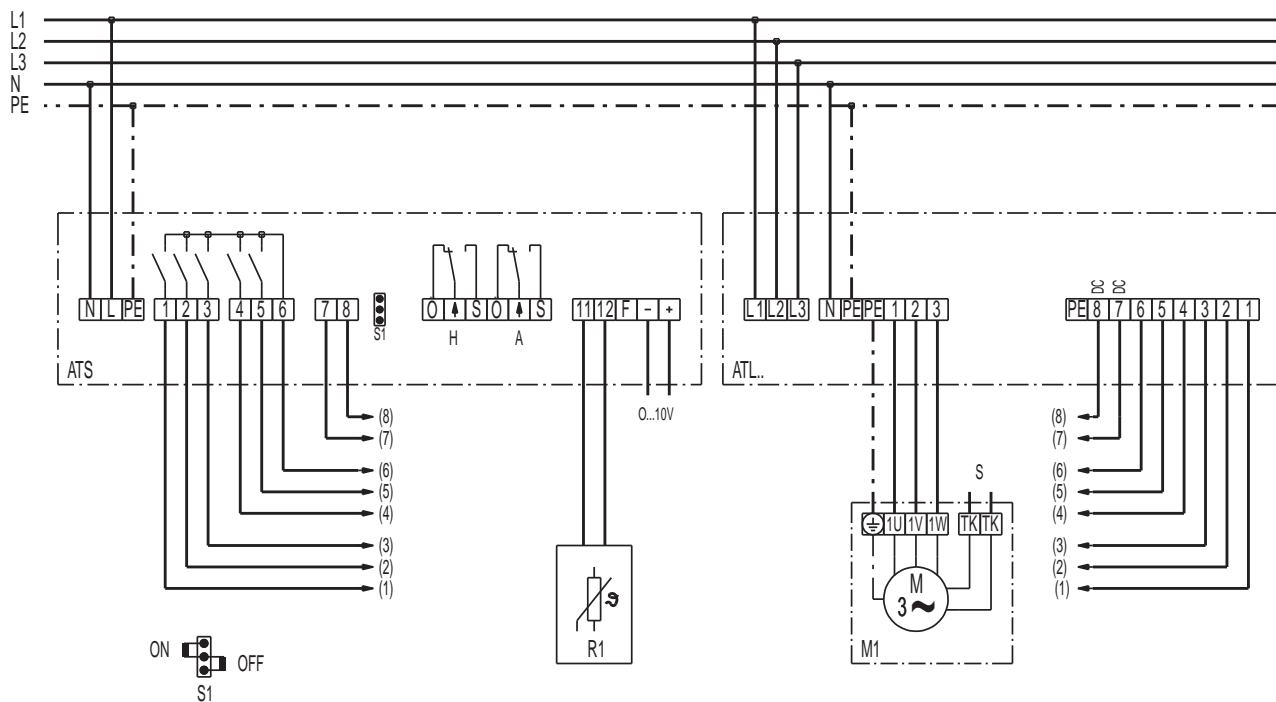 L1
L2
L3
N
PE
N L PE 1 2 3 4 5 6 7 8 S1 Ö S Ö S 11 12 F – +
H A
ATS
O...10V
L1 L2 L3 N PE PE 1 2 3
DC DC
PE 8 7 6 5 4 3 2 1
ATL..
(8)
(7)
(6)
(5)
(4)
(3)
(2)
(1)
(8)
(7)
(6)
(5)
(4)
(3)
(2)
(1)
S
1U 1V 1W TK TK
M
3 ~
M1
ϑ
R1
ON OFF
S1